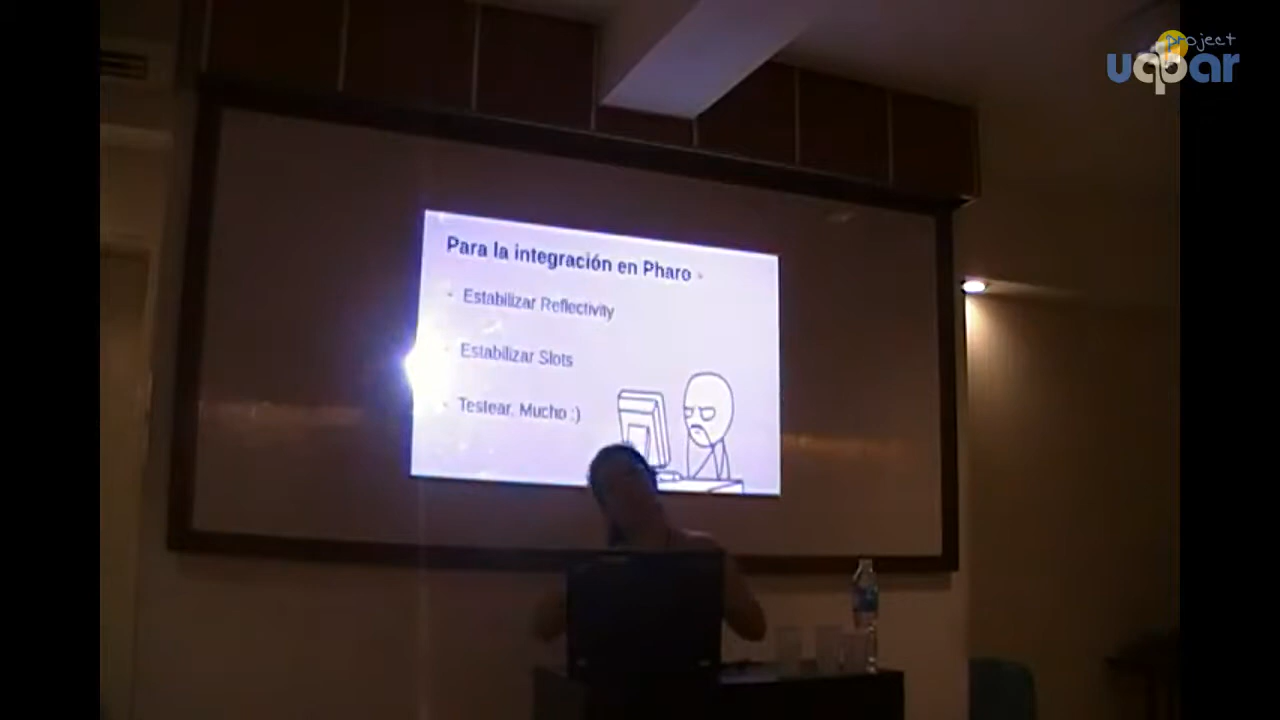 project
uqbar
Para la integración en Pharo -
- Estabilizar Reflectivity
- Estabilizar Slots
- Testear. Mucho :)